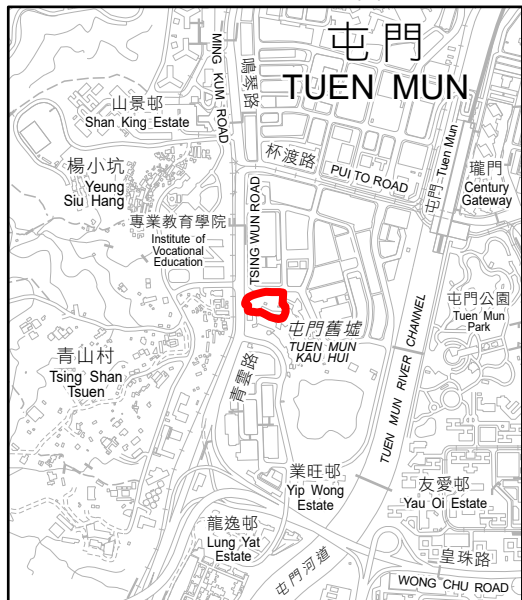 屯門
TUEN MUN
MING KUM ROAD
鳴琴路
山景邨
Shan King Estate
杯渡路
PUI TO ROAD
屯門 Tuen Mun
瓏門
Century
Gateway
楊小坑
Yeung
Siu Hang
專業教育學院
Institute of
Vocational
Education
TSING WUN ROAD
屯門舊墟
TUEN MUN
KAU HUI
TUEN MUN RIVER CHANNEL
屯門公園
Tuen Mun
Park
青山村
Tsing Shan
Tsuen
青雲路
業旺邨
Yip Wong
Estate
友愛邨
Yau Oi Estate
龍逸邨
Lung Yat
Estate
屯門河道
皇珠路
WONG CHU ROAD